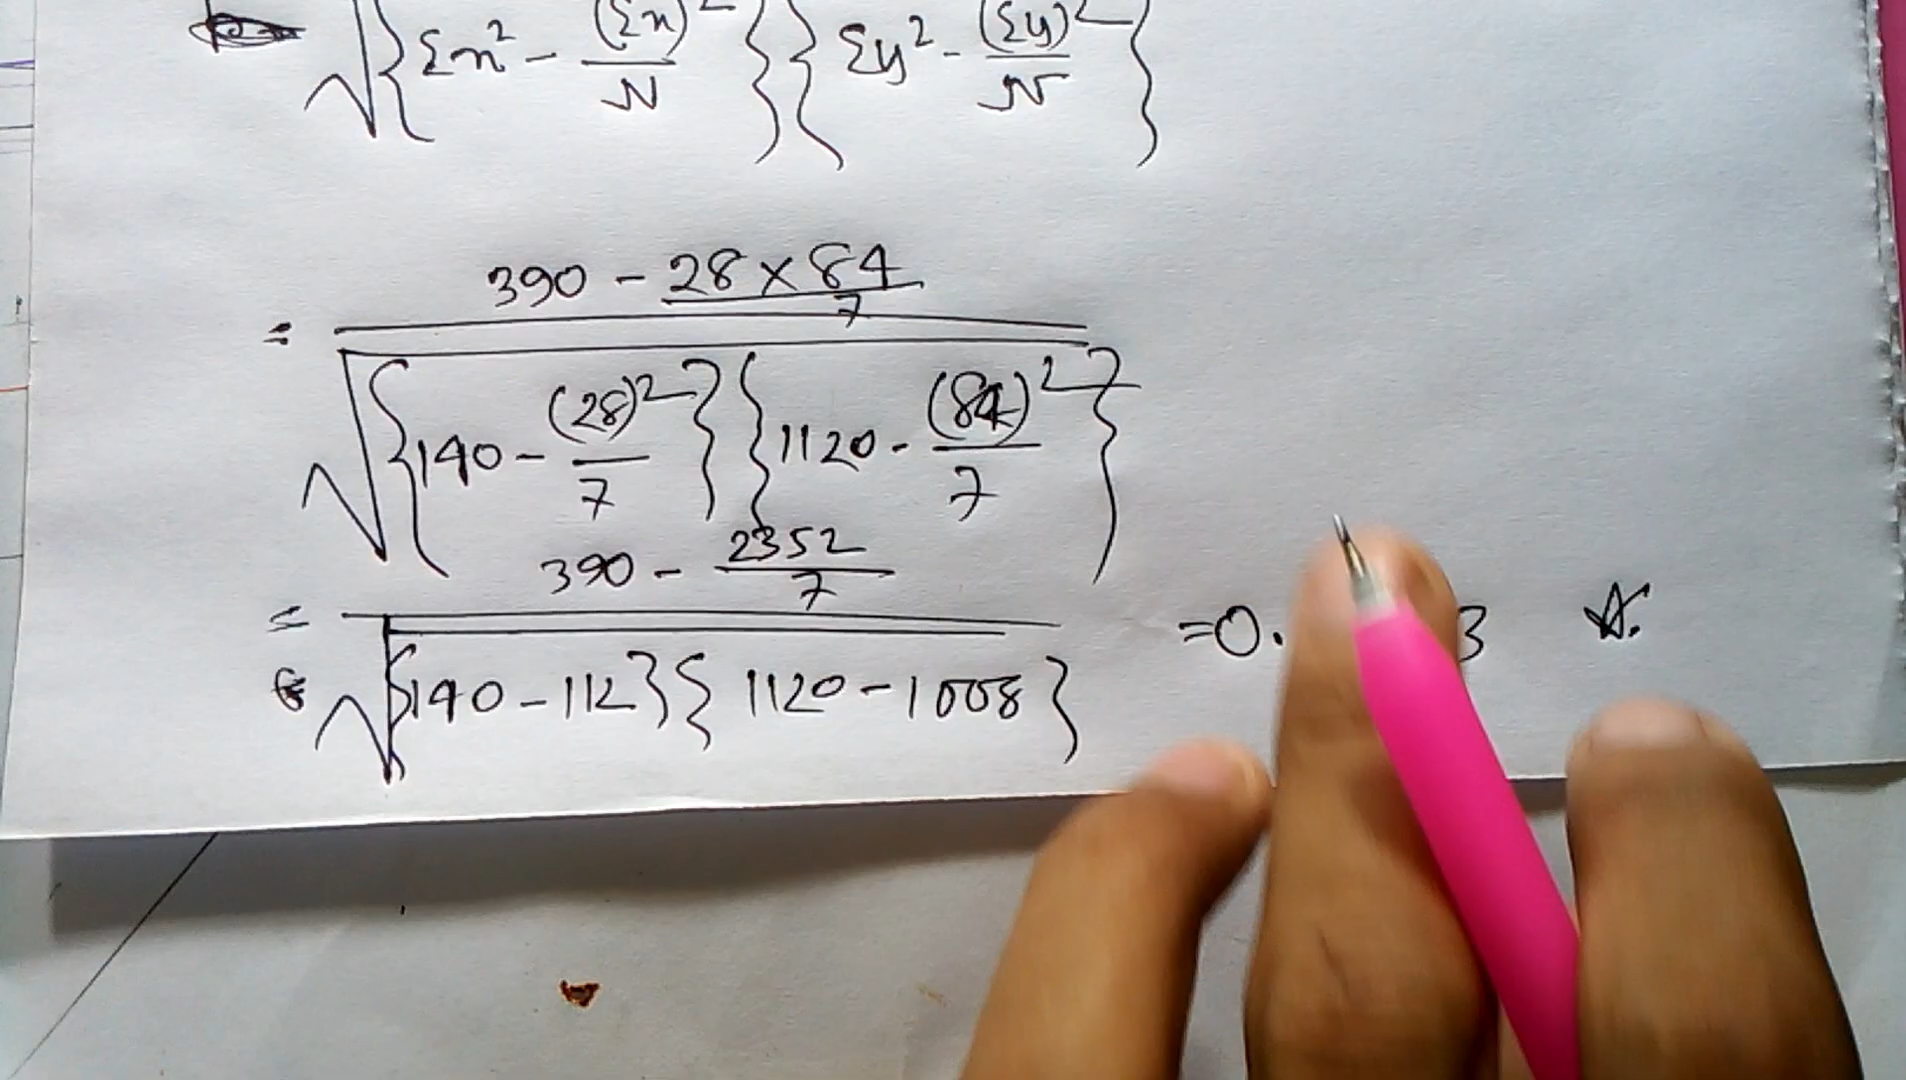 √{Σx² - (Σx)²/N}{Σy² - (Σy)²/N}
= 390 - 28 × 84/7
√{140 - (28)²/7}{1120 - (84)²/7}
= 390 - 2352/7
√{140 - 112}{1120 - 1008}
= 0. 3